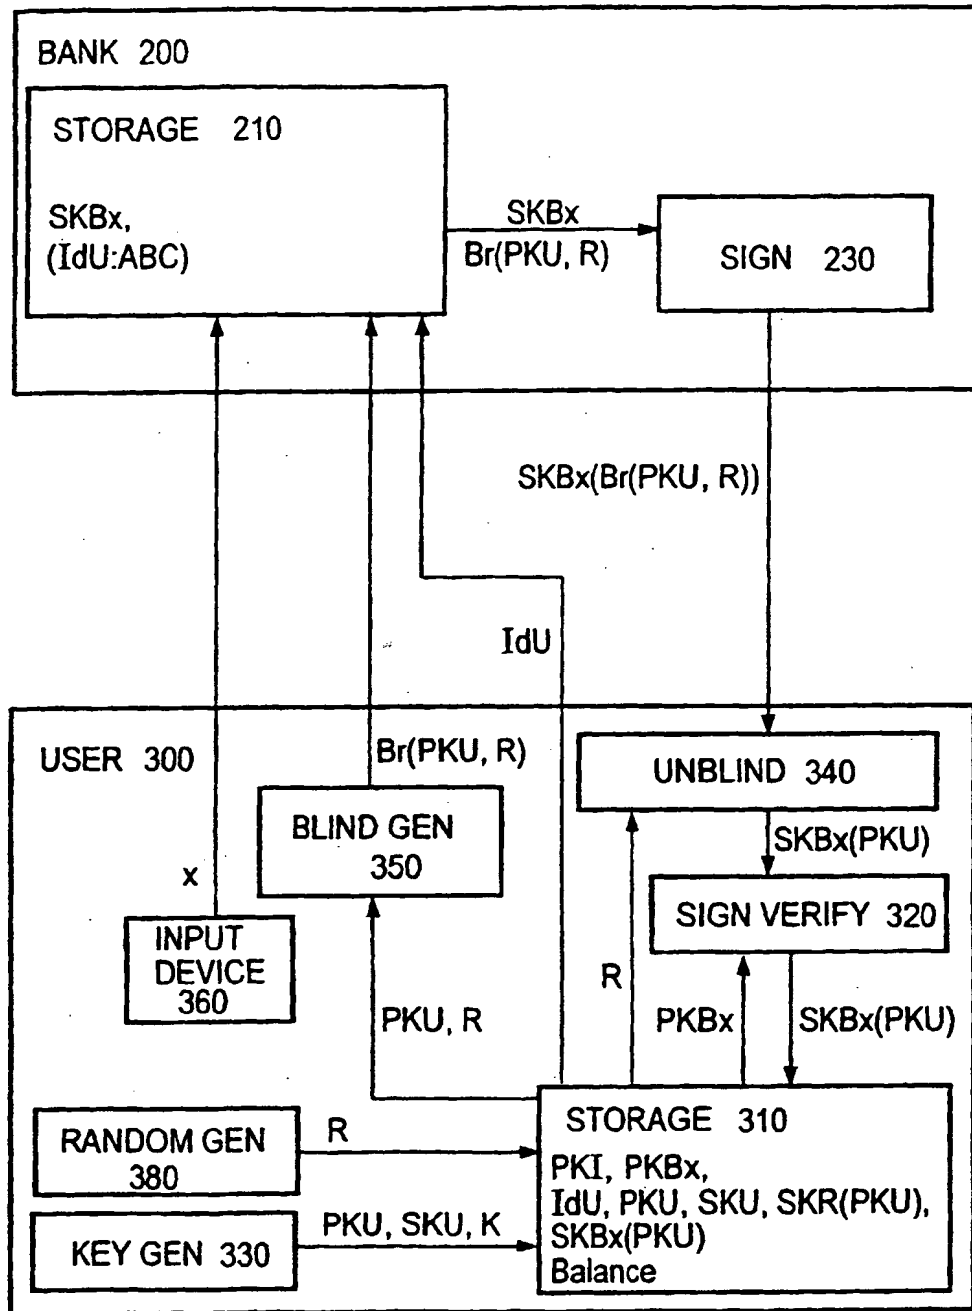 BANK 200
STORAGE 210
SKBx,
(IdU:ABC)
SKBx
Br(PKU, R)
SIGN 230
SKBx(Br(PKU, R))
IdU
USER 300
Br(PKU, R)
UNBLIND 340
BLIND GEN
350
SKBx(PKU)
x
SIGN VERIFY 320
INPUT
DEVICE
360
R
PKU, R
PKBx
SKBx(PKU)
RANDOM GEN
380
R
STORAGE 310
PKI, PKBx,
IdU, PKU, SKU, SKR(PKU),
SKBx(PKU)
Balance
KEY GEN 330
PKU, SKU, K